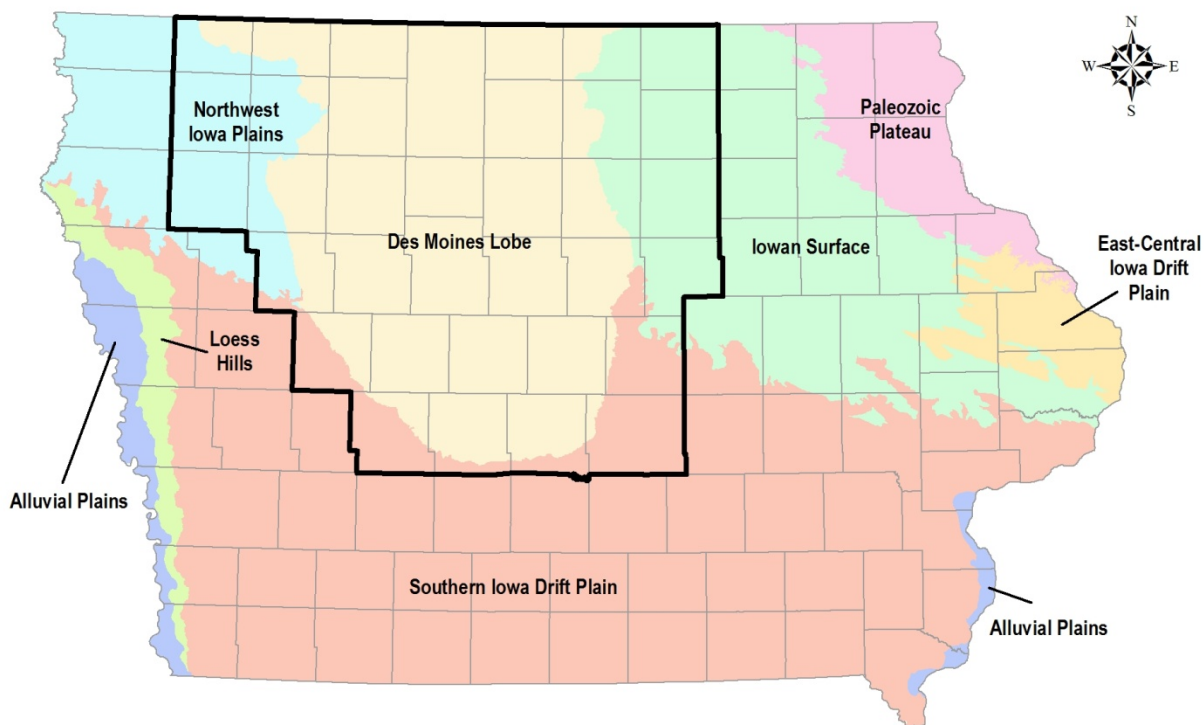 N
W
E
S
Northwest
Iowa Plains
Paleozoic
Plateau
Des Moines Lobe
Iowan Surface
East-Central
Iowa Drift
Plain
Loess
Hills
Alluvial Plains
Southern Iowa Drift Plain
Alluvial Plains